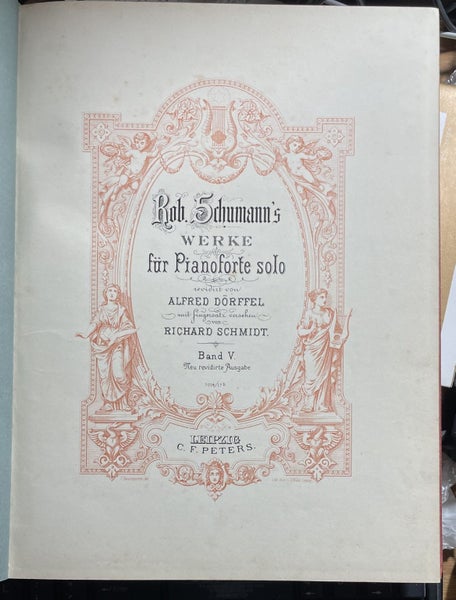 Rob. Schumann's
WERKE
für Pianoforte solo
revidirt von
ALFRED DÖRFFEL
mit Fingersatz versehen
von
RICHARD SCHMIDT.
Band V.
Neu revidirte Ausgabe
LEIPZIG
C. F. PETERS.